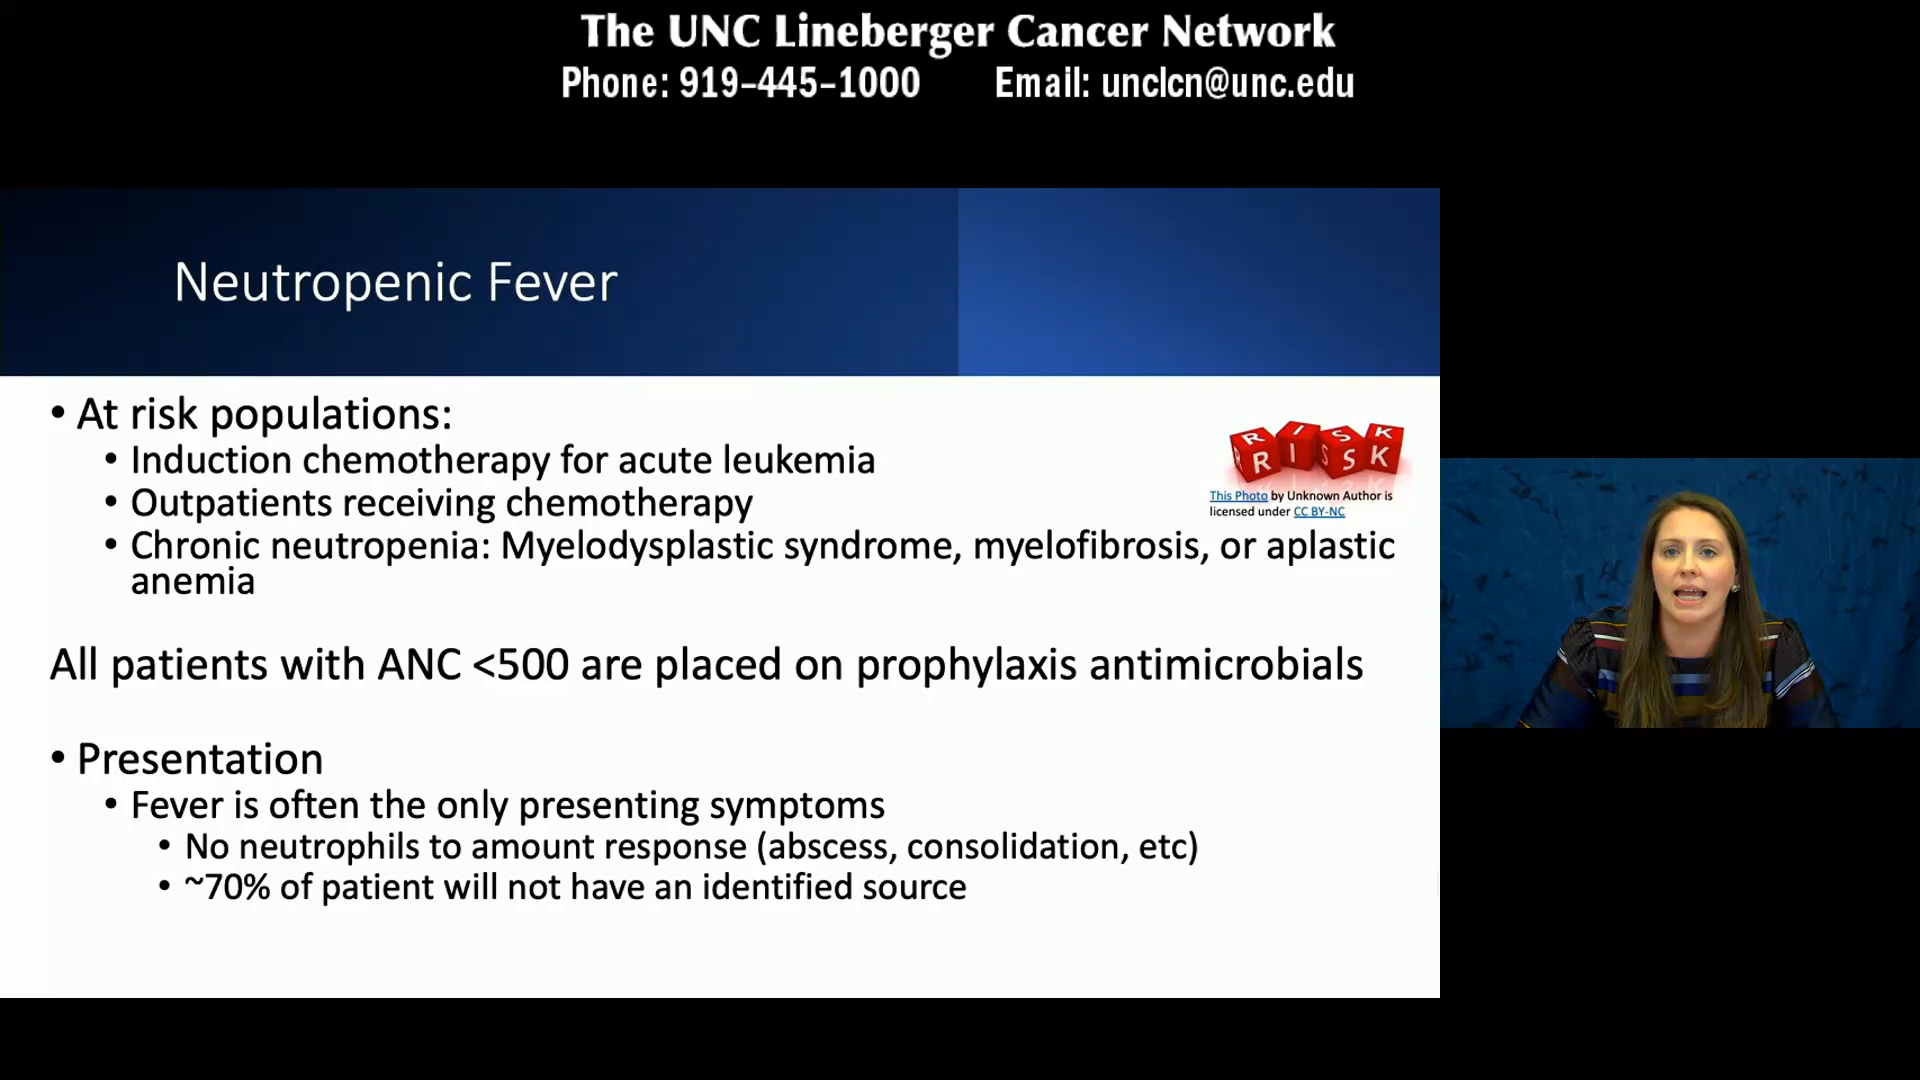 The UNC Lineberger Cancer Network
Phone: 919-445-1000 Email: unclcn@unc.edu
Neutropenic Fever
• At risk populations:
• Induction chemotherapy for acute leukemia
• Outpatients receiving chemotherapy
• Chronic neutropenia: Myelodysplastic syndrome, myelofibrosis, or aplastic
anemia
RISK
RISK
This Photo by Unknown Author is
licensed under CC BY-NC
All patients with ANC <500 are placed on prophylaxis antimicrobials
• Presentation
• Fever is often the only presenting symptoms
• No neutrophils to amount response (abscess, consolidation, etc)
• ~70% of patient will not have an identified source